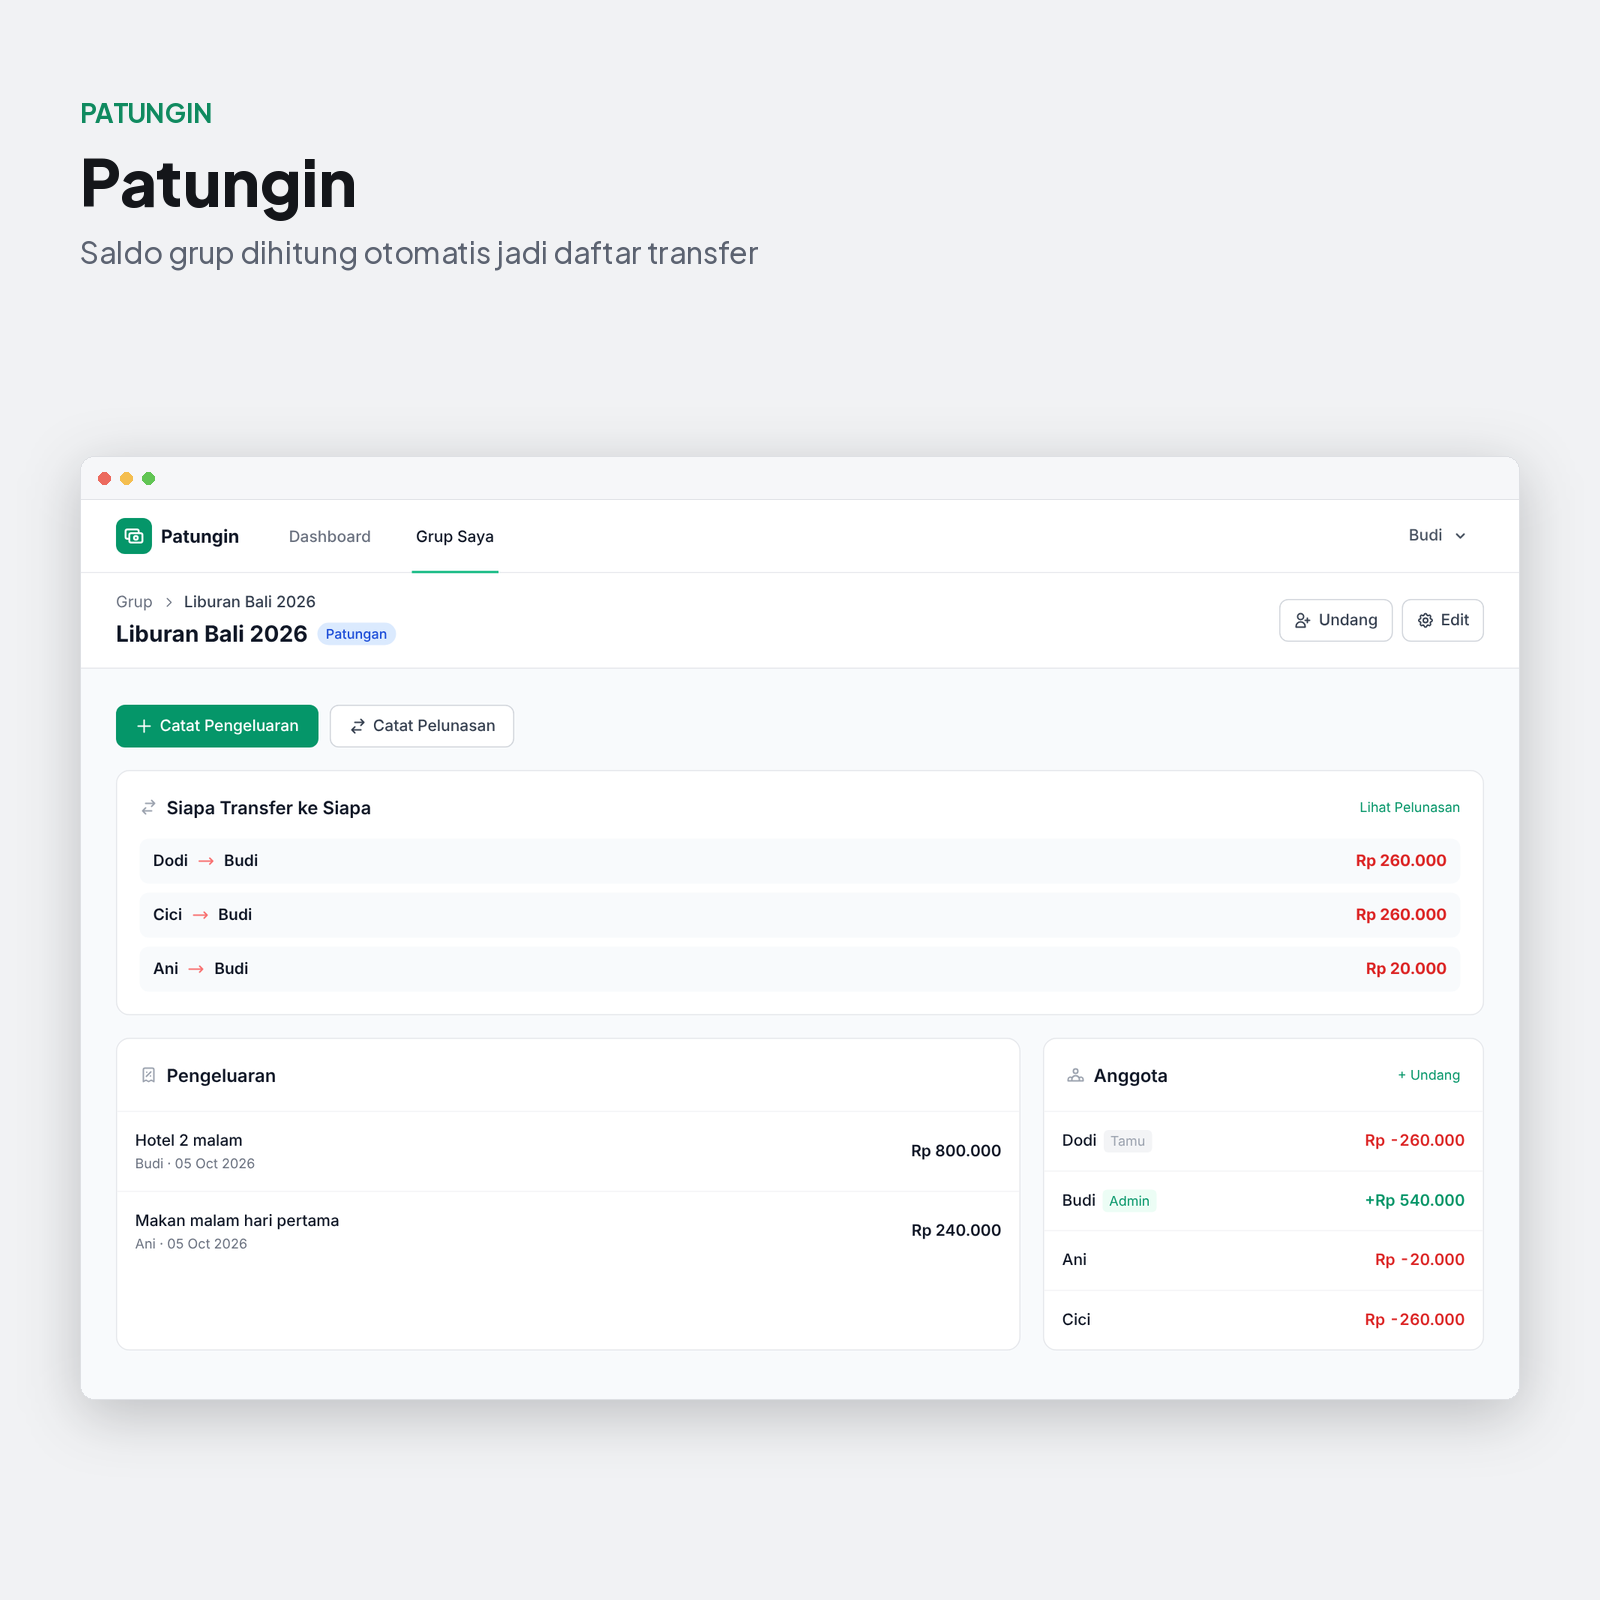 PATUNGIN
Patungin
Saldo grup dihitung otomatis jadi daftar transfer
Patungin
Dashboard
Grup Saya
Budi
Grup > Liburan Bali 2026
Liburan Bali 2026 Patungan
Undang
Edit
+ Catat Pengeluaran
Catat Pelunasan
Siapa Transfer ke Siapa
Lihat Pelunasan
Dodi → Budi Rp 260.000
Cici → Budi Rp 260.000
Ani → Budi Rp 20.000
Pengeluaran
Hotel 2 malam
Budi · 05 Oct 2026
Rp 800.000
Makan malam hari pertama
Ani · 05 Oct 2026
Rp 240.000
Anggota
+ Undang
Dodi Tamu Rp -260.000
Budi Admin +Rp 540.000
Ani Rp -20.000
Cici Rp -260.000